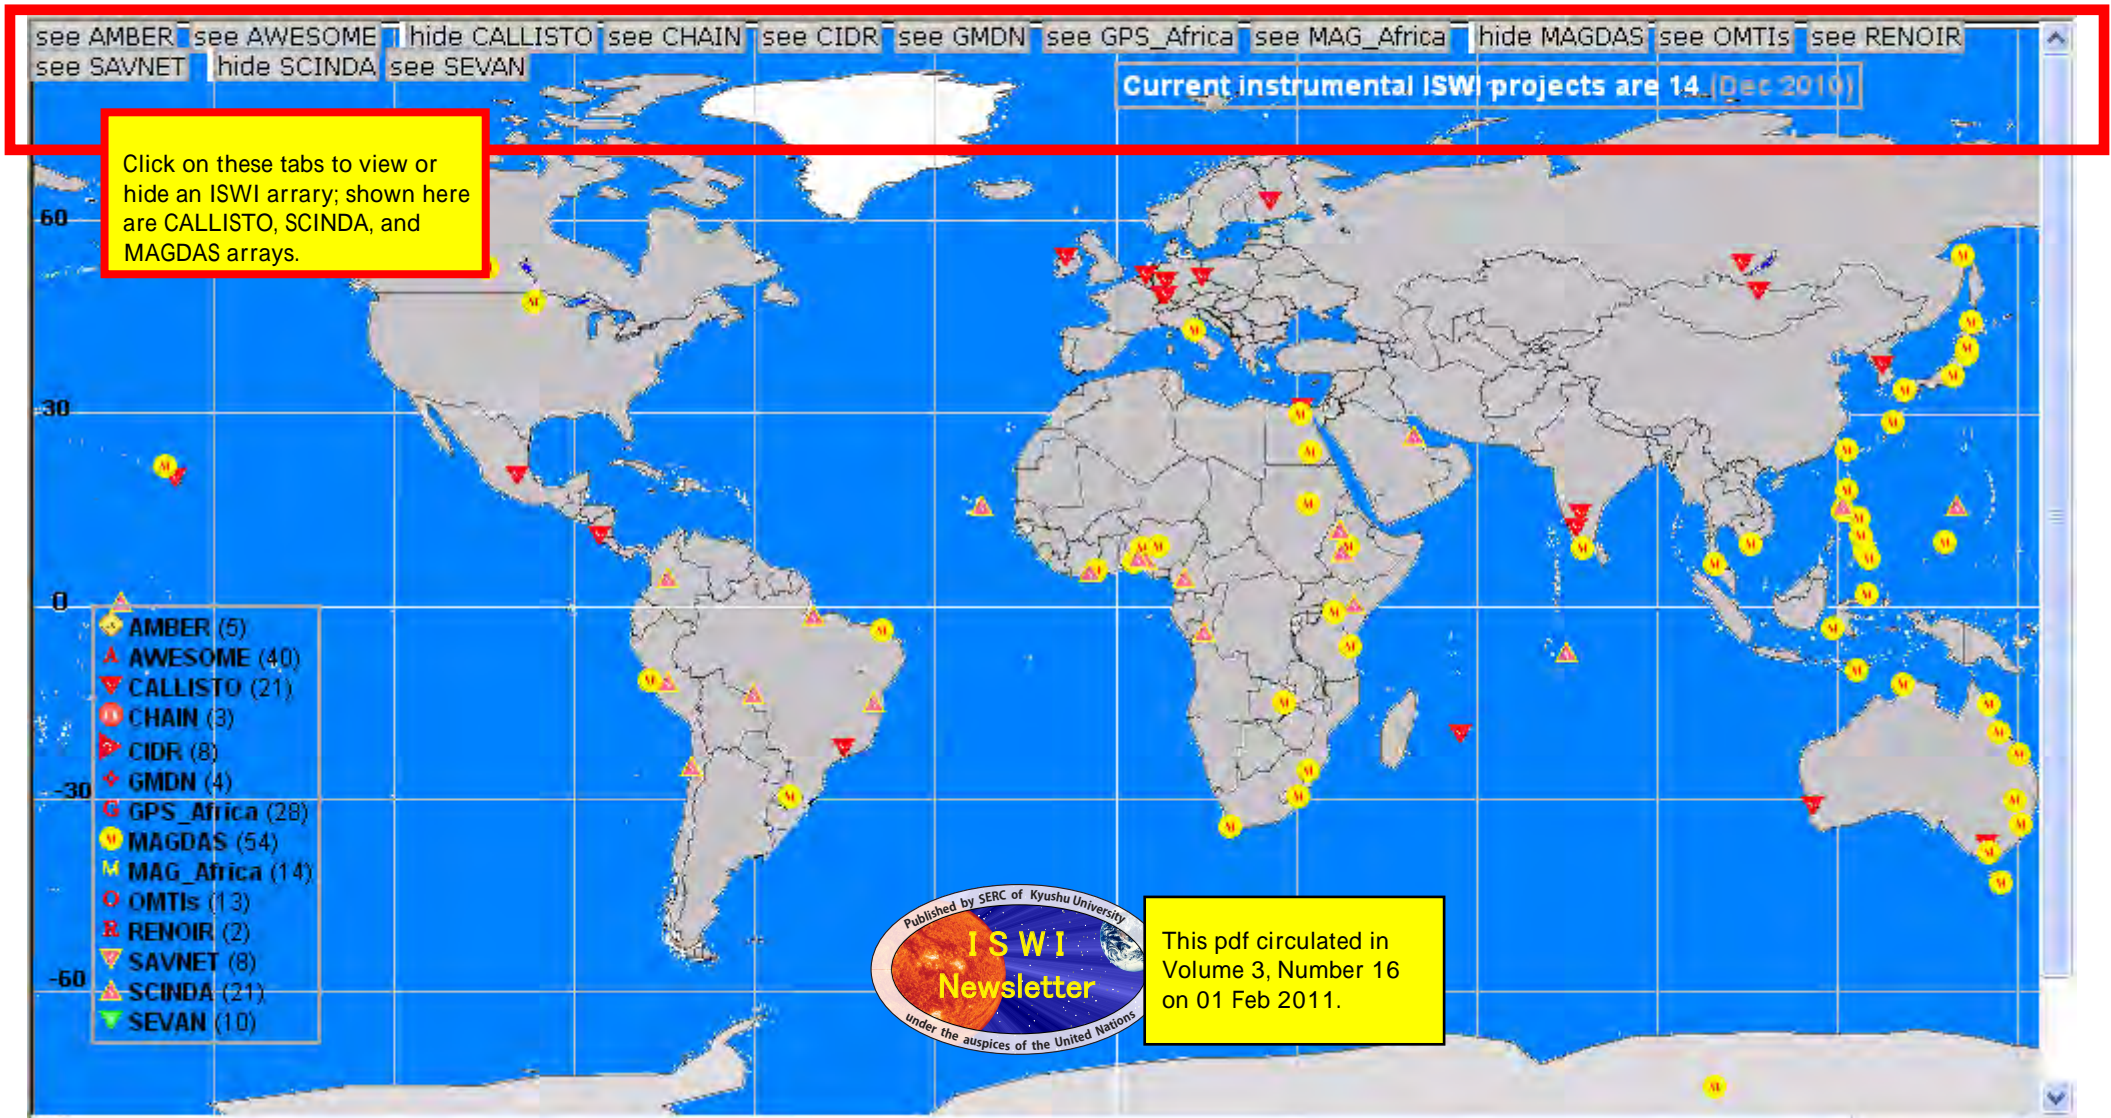 see AMBER see AWESOME hide CALLISTO see CHAIN see CIDR see GMDN see GPS_Africa see MAG_Africa hide MAGDAS see OMTIs see RENOIR
see SAVNET hide SCINDA see SEVAN
Current instrumental ISWI projects are 14 (Dec 2010)
Click on these tabs to view or
hide an ISWI arrary; shown here
are CALLISTO, SCINDA, and
MAGDAS arrays.
60
30
0
-30
-60
AMBER (5)
AWESOME (40)
CALLISTO (21)
CHAIN (3)
CIDR (8)
GMDN (4)
G GPS_Africa (28)
M MAGDAS (54)
M MAG_Africa (14)
O OMTIs (13)
R RENOIR (2)
SAVNET (8)
SCINDA (21)
SEVAN (10)
Published by SERC of Kyushu University
ISWI
Newsletter
under the auspices of the United Nations
This pdf circulated in
Volume 3, Number 16
on 01 Feb 2011.